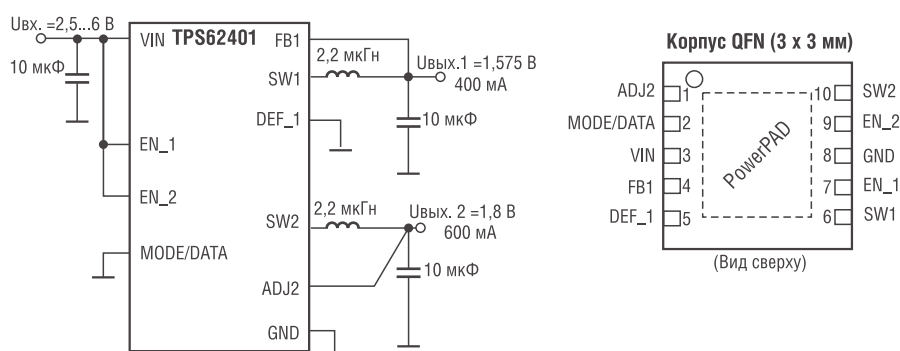 Uвх. =2,5...6 В
10 мкФ
VIN
TPS62401
EN_1
EN_2
MODE/DATA
FB1
SW1
DEF_1
SW2
ADJ2
GND
2,2 мкГн
Uвых.1 =1,575 В
400 мА
10 мкФ
2,2 мкГн
Uвых. 2 =1,8 В
600 мА
10 мкФ
Корпус QFN (3 x 3 мм)
ADJ2 1
MODE/DATA 2
VIN 3
FB1 4
DEF_1 5
PowerPAD
10 SW2
9 EN_2
8 GND
7 EN_1
6 SW1
(Вид сверху)